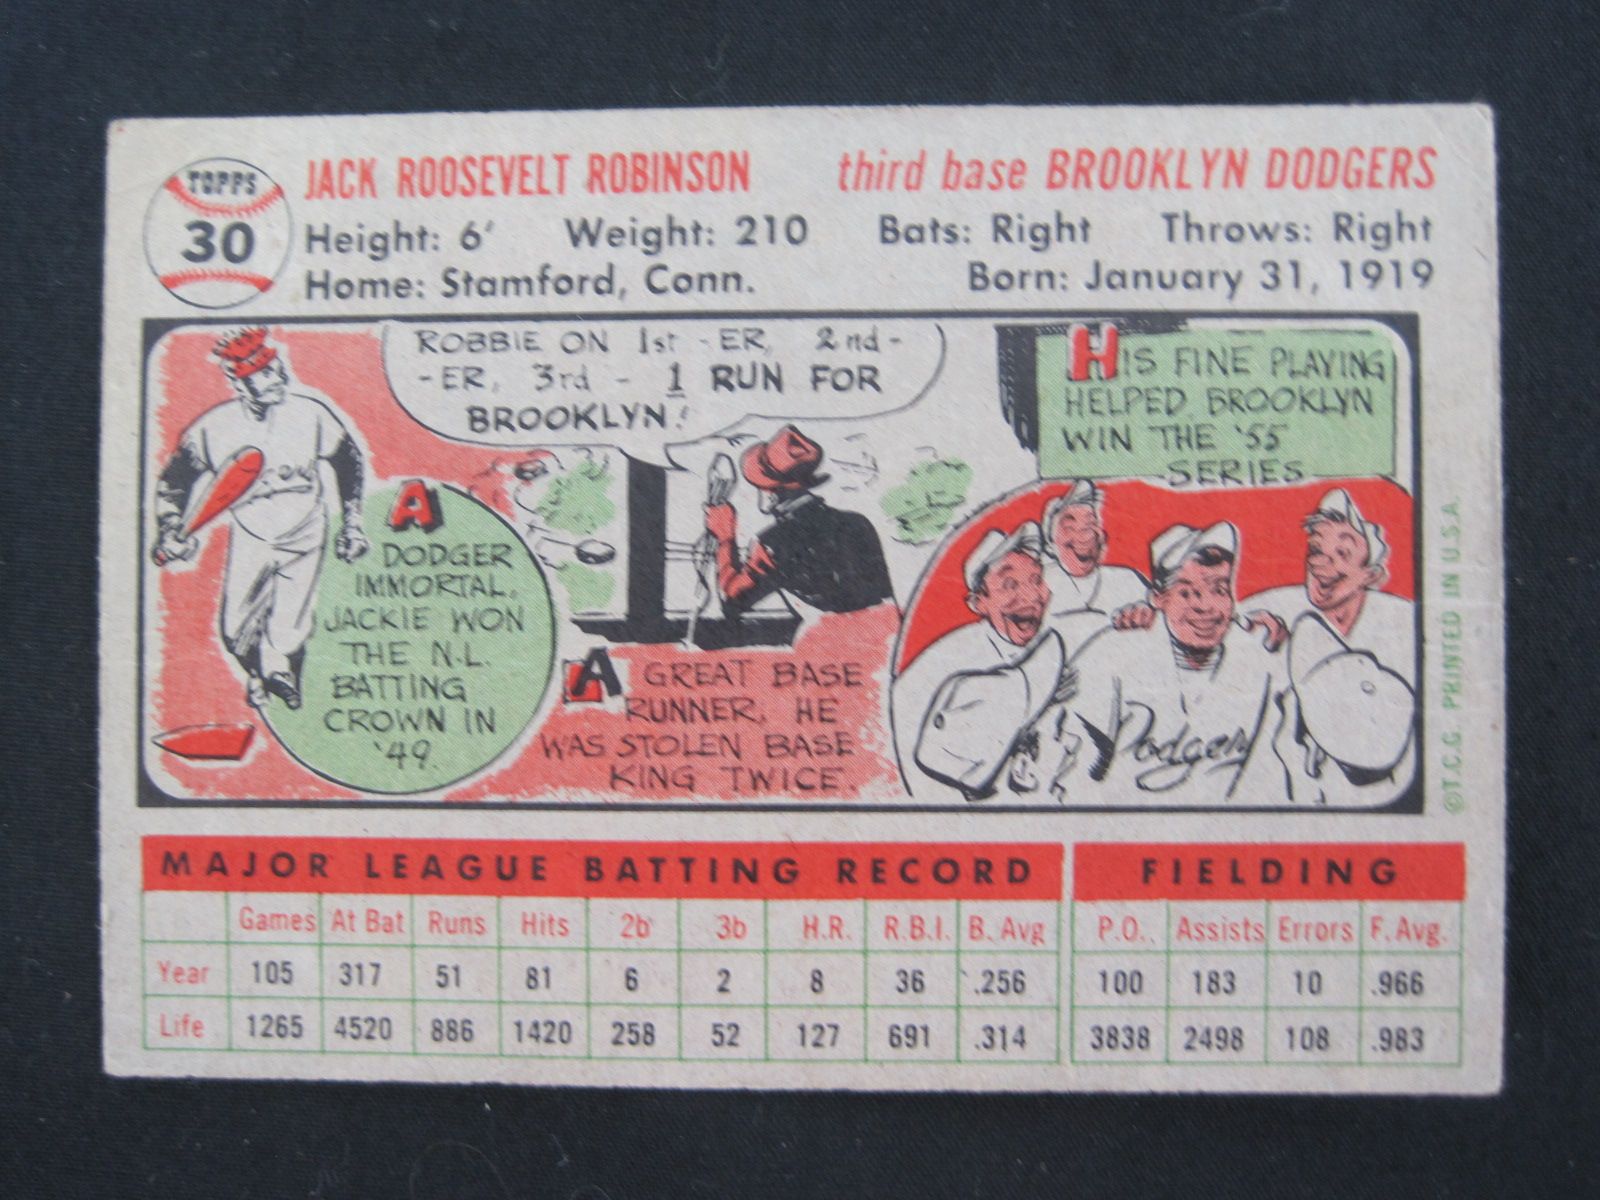 TOPPS
30
JACK ROOSEVELT ROBINSON third base BROOKLYN DODGERS
Height: 6' Weight: 210 Bats: Right Throws: Right
Home: Stamford, Conn. Born: January 31, 1919
A
DODGER
IMMORTAL,
JACKIE WON
THE N.L.
BATTING
CROWN IN
'49.
ROBBIE ON 1st - ER, 2nd -
- ER, 3rd - 1 RUN FOR
BROOKLYN!
A GREAT BASE
RUNNER, HE
WAS STOLEN BASE
KING TWICE.
HIS FINE PLAYING
HELPED BROOKLYN
WIN THE '55
SERIES
Dodgers
©T.C.G. PRINTED IN U.S.A.
MAJOR LEAGUE BATTING RECORD FIELDING
Games At Bat Runs Hits 2b 3b H.R. R.B.I. B. Avg P.O. Assists Errors F. Avg.
Year 105 317 51 81 6 2 8 36 .256 100 183 10 .966
Life 1265 4520 886 1420 258 52 127 691 .314 3838 2498 108 .983